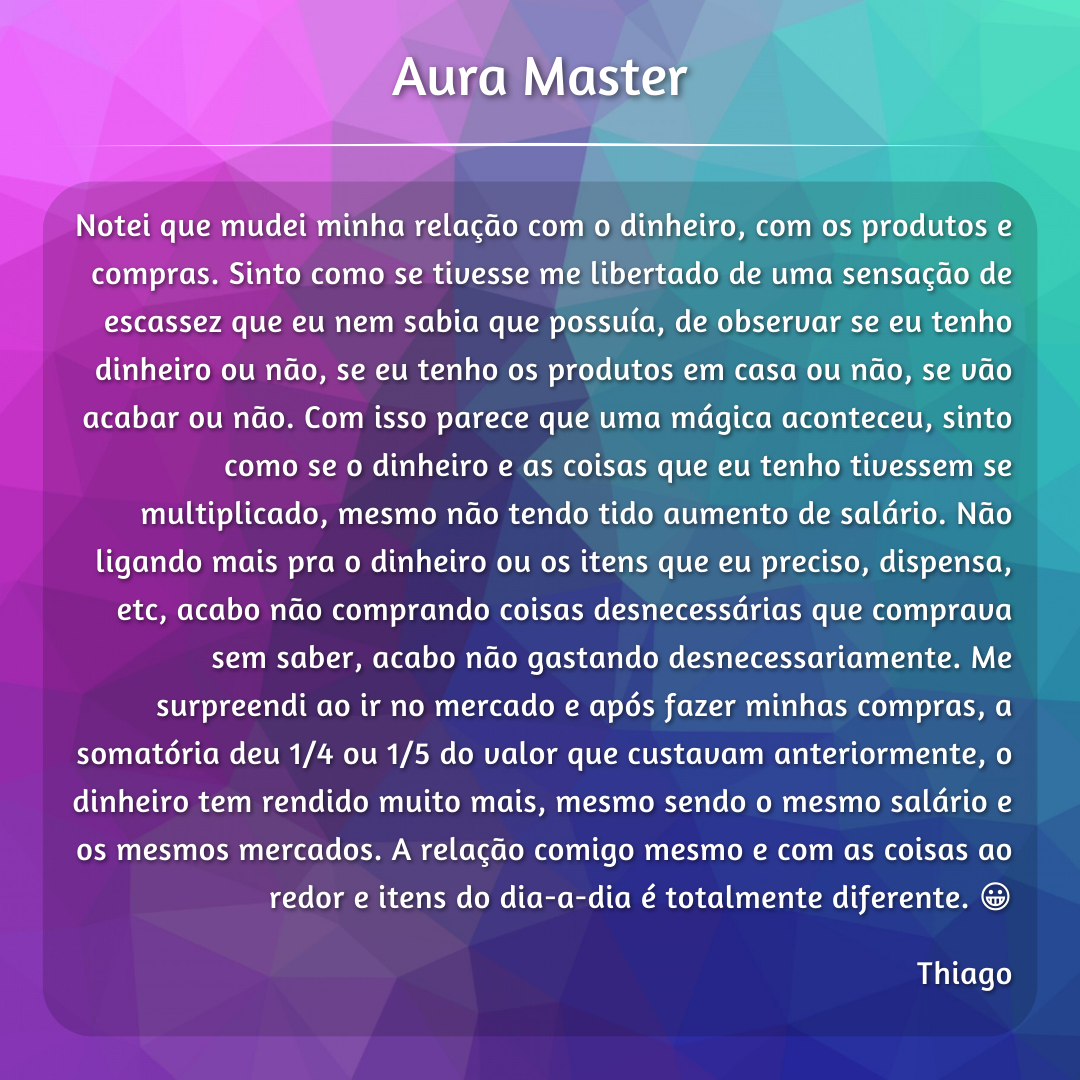 Aura Master
Notei que mudei minha relação com o dinheiro, com os produtos e
compras. Sinto como se tivesse me libertado de uma sensação de
escassez que eu nem sabia que possuía, de observar se eu tenho
dinheiro ou não, se eu tenho os produtos em casa ou não, se vão
acabar ou não. Com isso parece que uma mágica aconteceu, sinto
como se o dinheiro e as coisas que eu tenho tivessem se
multiplicado, mesmo não tendo tido aumento de salário. Não
ligando mais pra o dinheiro ou os itens que eu preciso, dispensa,
etc, acabo não comprando coisas desnecessárias que comprava
sem saber, acabo não gastando desnecessariamente. Me
surpreendi ao ir no mercado e após fazer minhas compras, a
somatória deu 1/4 ou 1/5 do valor que custavam anteriormente, o
dinheiro tem rendido muito mais, mesmo sendo o mesmo salário e
os mesmos mercados. A relação comigo mesmo e com as coisas ao
redor e itens do dia-a-dia é totalmente diferente. 😀
Thiago